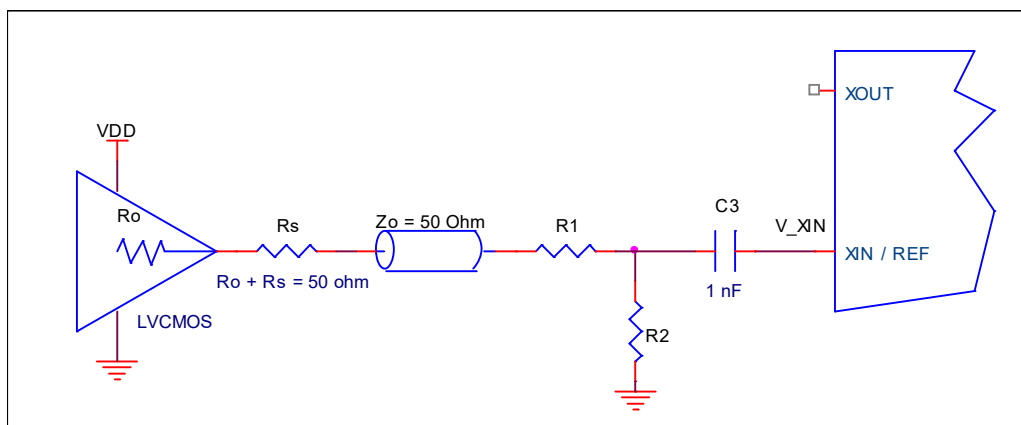 XOUT
VDD
Ro
Rs
Zo = 50 Ohm
R1
C3
V_XIN
XIN / REF
Ro + Rs = 50 ohm
1 nF
LVCMOS
R2